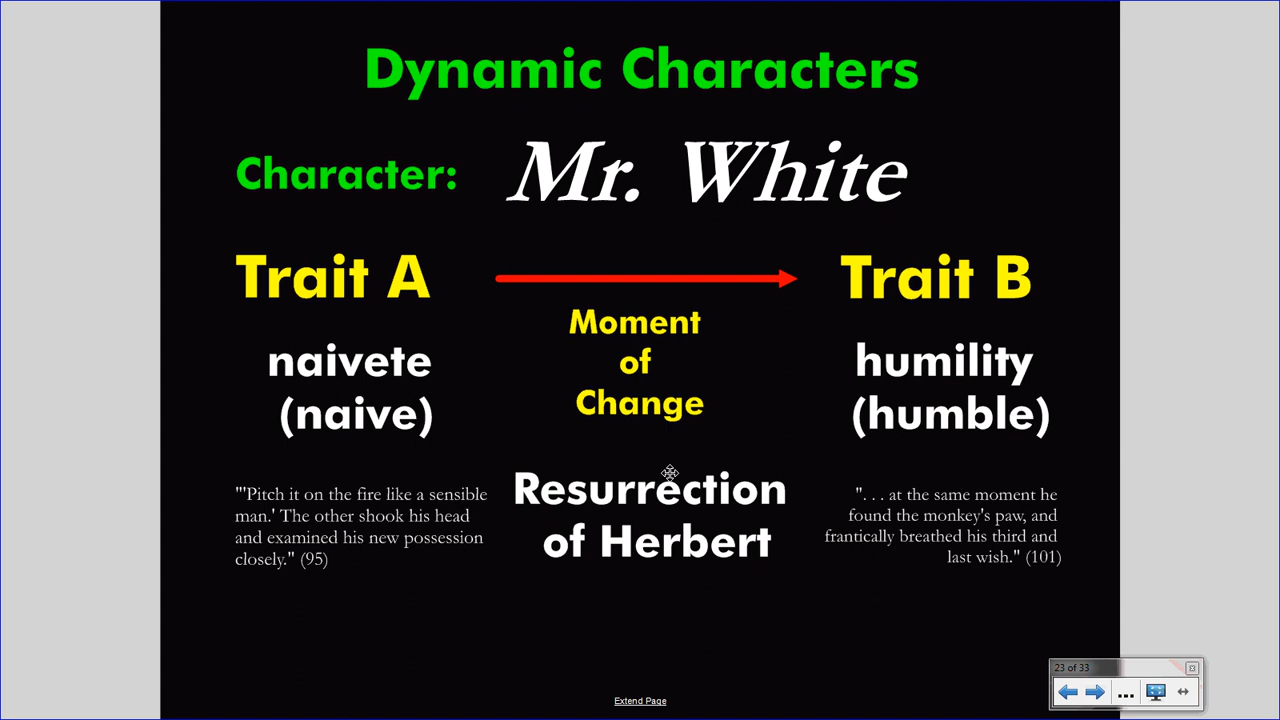 Dynamic Characters
Character: Mr. White
Trait A
Trait B
Moment
of
Change
naivete
(naive)
humility
(humble)
"'Pitch it on the fire like a sensible
man.' The other shook his head
and examined his new possession
closely." (95)
Resurrection
of Herbert
". . . at the same moment he
found the monkey's paw, and
frantically breathed his third and
last wish." (101)
23 of 33
...
Extend Page